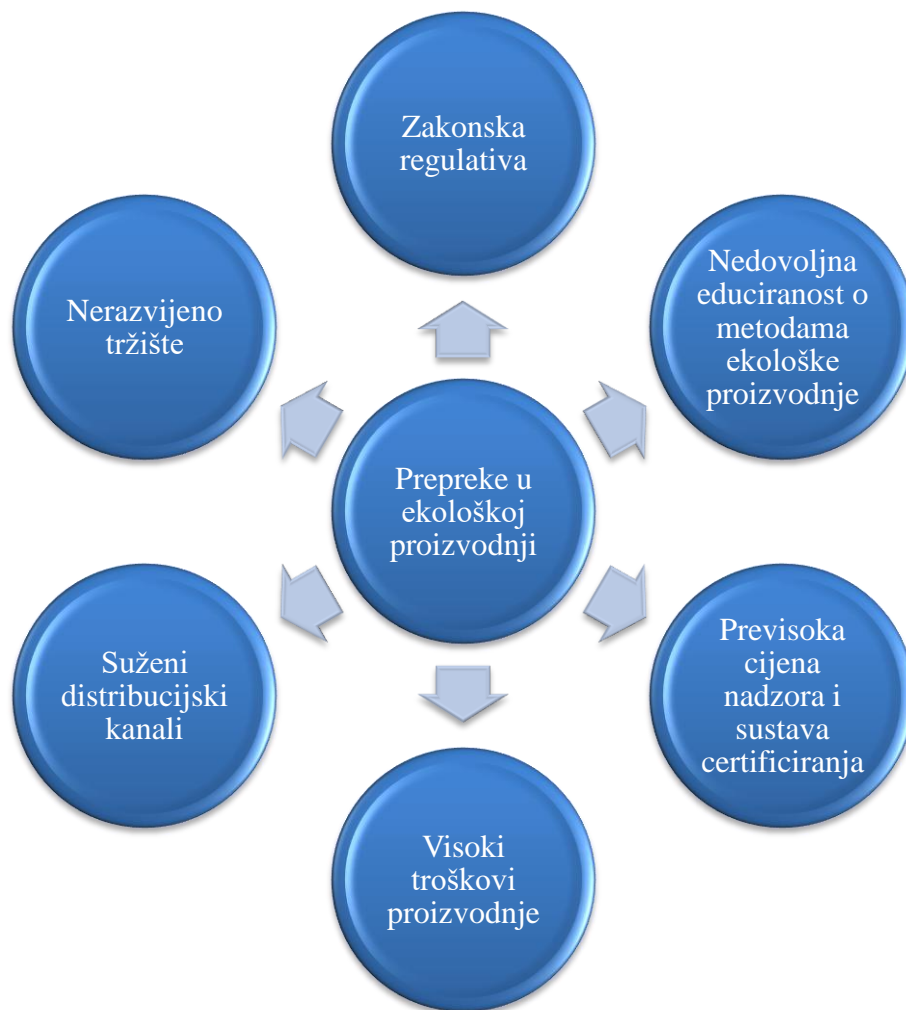 Zakonska
regulativa
Nedovoljna
educiranost o
metodama
ekološke
proizvodnje
Nerazvijeno
tržište
Prepreke u
ekološkoj
proizvodnji
Previsoka
cijena
nadzora i
sustava
certificiranja
Suženi
distribucijski
kanali
Visoki
troškovi
proizvodnje